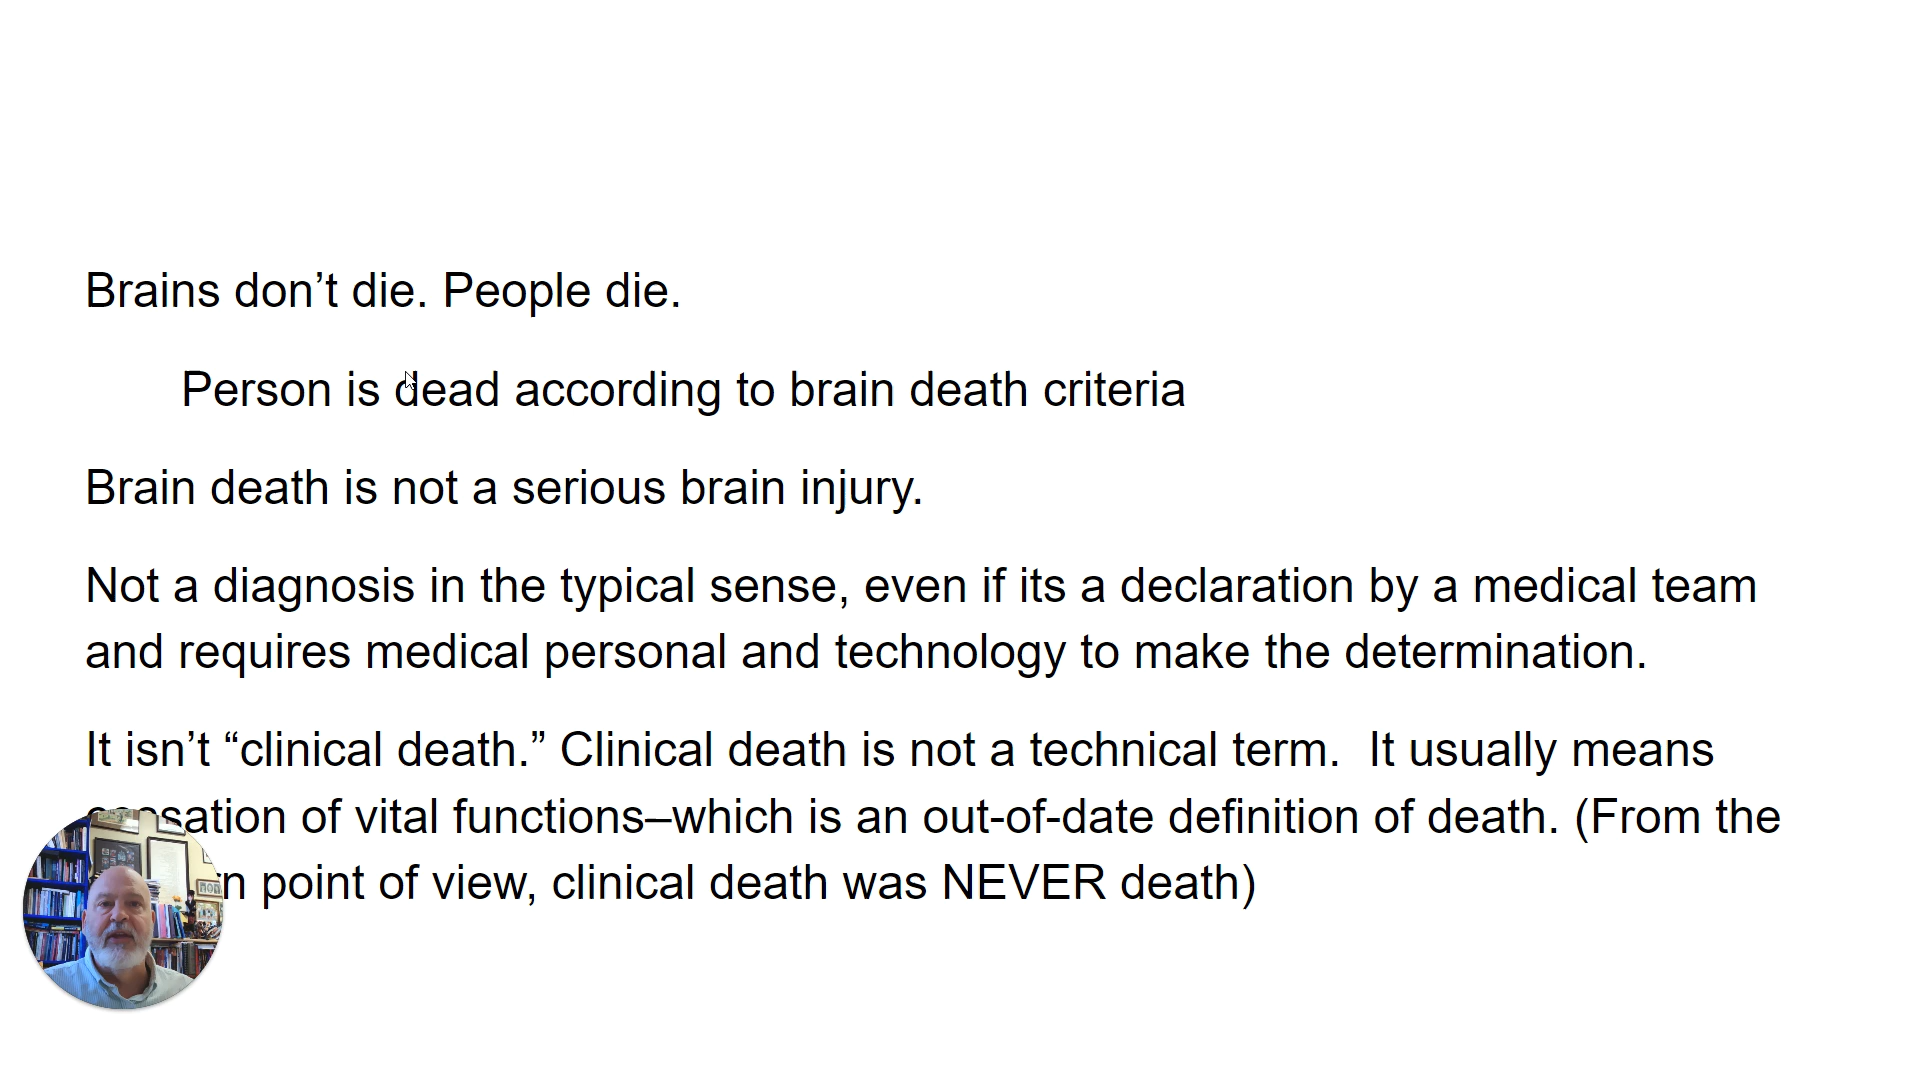 Brains don’t die. People die.
Person is dead according to brain death criteria
Brain death is not a serious brain injury.
Not a diagnosis in the typical sense, even if its a declaration by a medical team
and requires medical personal and technology to make the determination.
It isn’t “clinical death.” Clinical death is not a technical term.  It usually means
cessation of vital functions–which is an out-of-date definition of death. (From the
point of view, clinical death was NEVER death)